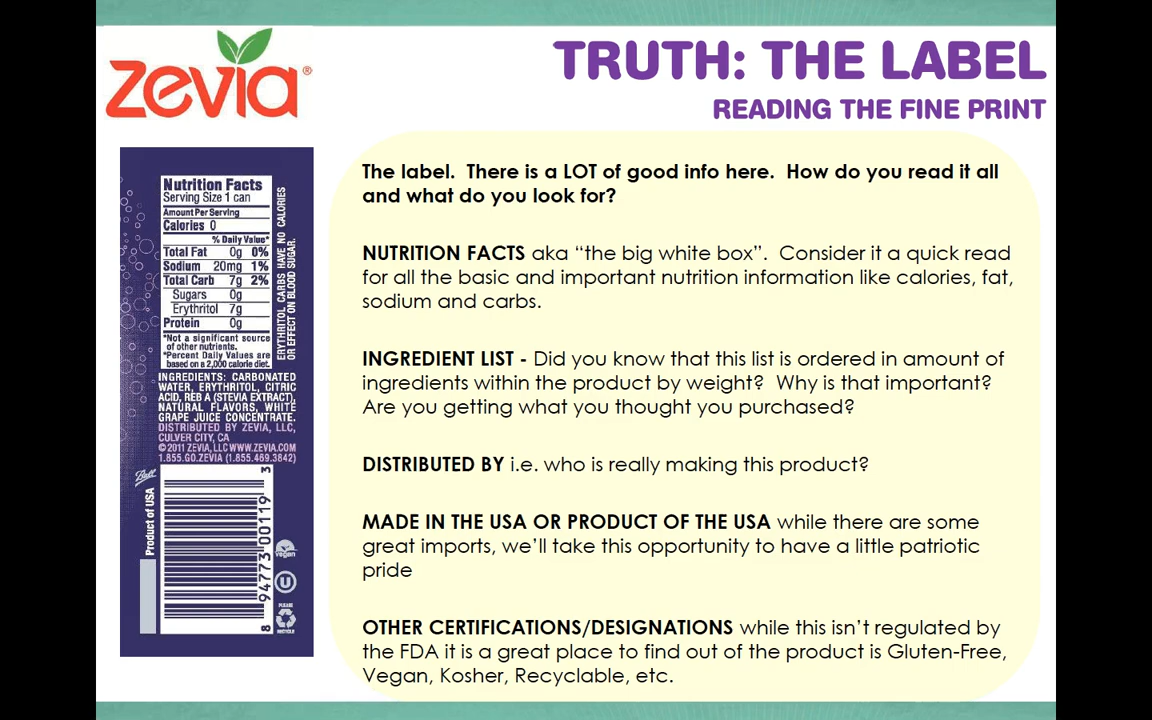 zevia®
TRUTH: THE LABEL
READING THE FINE PRINT
Nutrition Facts
Serving Size 1 can
Amount Per Serving
Calories 0
% Daily Value*
Total Fat 0g 0%
Sodium 20mg 1%
Total Carb 7g 2%
Sugars 0g
Erythritol 7g
Protein 0g
*Not a significant source
of other nutrients.
*Percent Daily Values are
based on a 2,000 calorie diet.
ERYTHRITOL CARBS HAVE NO CALORIES
OR EFFECT ON BLOOD SUGAR.
INGREDIENTS: CARBONATED
WATER, ERYTHRITOL, CITRIC
ACID, REB A (STEVIA EXTRACT),
NATURAL FLAVORS, WHITE
GRAPE JUICE CONCENTRATE.
DISTRIBUTED BY ZEVIA, LLC,
CULVER CITY, CA
© 2011 ZEVIA, LLC WWW.ZEVIA.COM
1.855.GO.ZEVIA (1.855.469.3842)
Ball
Product of USA
8 94773 00119 3
vegan
U
PLEASE
RECYCLE
The label. There is a LOT of good info here. How do you read it all
and what do you look for?
NUTRITION FACTS aka “the big white box”. Consider it a quick read
for all the basic and important nutrition information like calories, fat,
sodium and carbs.
INGREDIENT LIST - Did you know that this list is ordered in amount of
ingredients within the product by weight? Why is that important?
Are you getting what you thought you purchased?
DISTRIBUTED BY i.e. who is really making this product?
MADE IN THE USA OR PRODUCT OF THE USA while there are some
great imports, we’ll take this opportunity to have a little patriotic
pride
OTHER CERTIFICATIONS/DESIGNATIONS while this isn’t regulated by
the FDA it is a great place to find out of the product is Gluten-Free,
Vegan, Kosher, Recyclable, etc.